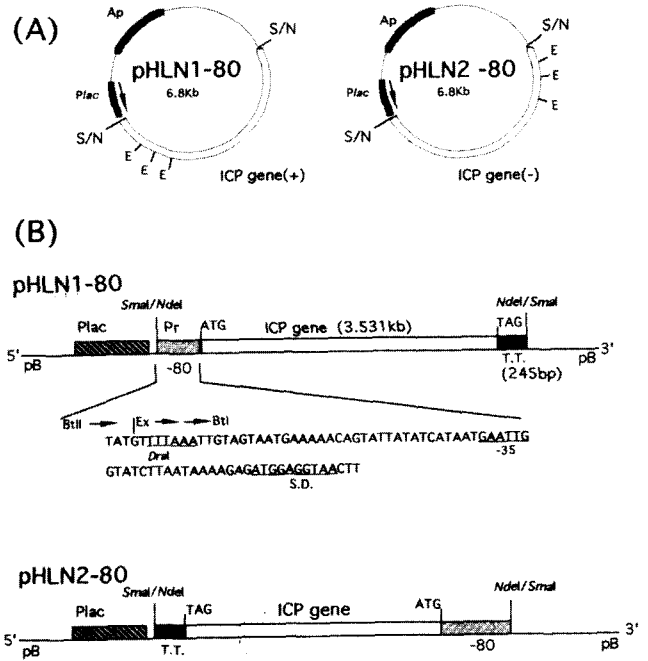 (A)
Ap
S/N
pHLN1-80
6.8Kb
Plac
S/N
E
E
E
ICP gene(+)
Ap
S/N
E
E
E
pHLN2 -80
6.8Kb
Plac
S/N
ICP gene(-)
(B)
pHLN1-80
SmaI/NdeI
NdeI/SmaI
Plac
Pr
ATG
ICP gene (3.531kb)
TAG
5'
pB
-80
T.T.
(245bp)
pB
3'
BtII
Ex
BtI
TATGTTTTAAATTGTAGTAATGAAAAACAGTATTATATCATAATGAATTG
DraI
-35
GTATCTTAATAAAAGAGATGGAGGTAACTT
S.D.
pHLN2-80
SmaI/NdeI
NdeI/SmaI
Plac
TAG
ICP gene
ATG
5'
pB
T.T.
-80
pB
3'